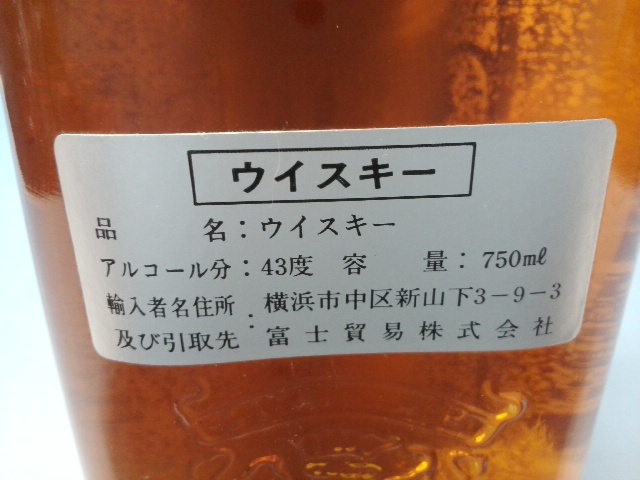 ウイスキー
品名：ウイスキー
アルコール分：43度 容量：750ml
輸入者名住所 横浜市中区新山下3－9－3
及び引取先：富士貿易株式会社